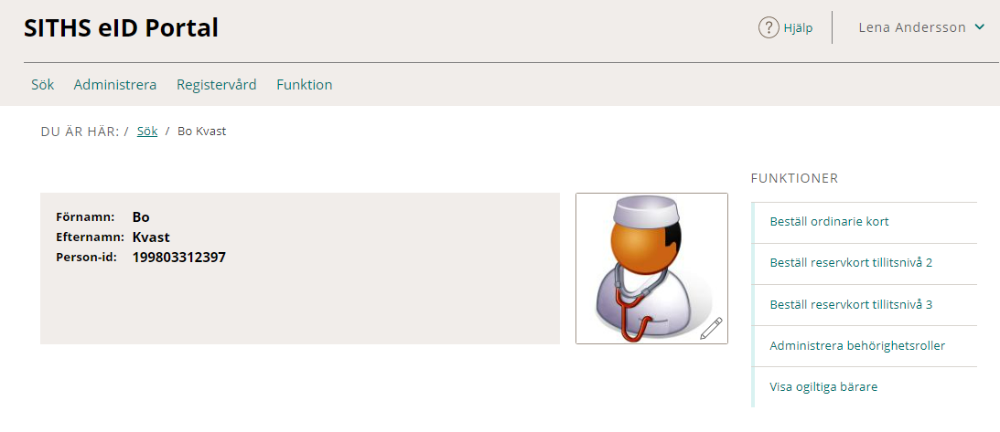 SITHS eID Portal
? Hjälp
Lena Andersson
Sök Administrera Registervård Funktion
DU ÄR HÄR: / Sök / Bo Kvast
Förnamn: Bo
Efternamn: Kvast
Person-id: 199803312397
FUNKTIONER
Beställ ordinarie kort
Beställ reservkort tillitsnivå 2
Beställ reservkort tillitsnivå 3
Administrera behörighetsroller
Visa ogiltiga bärare